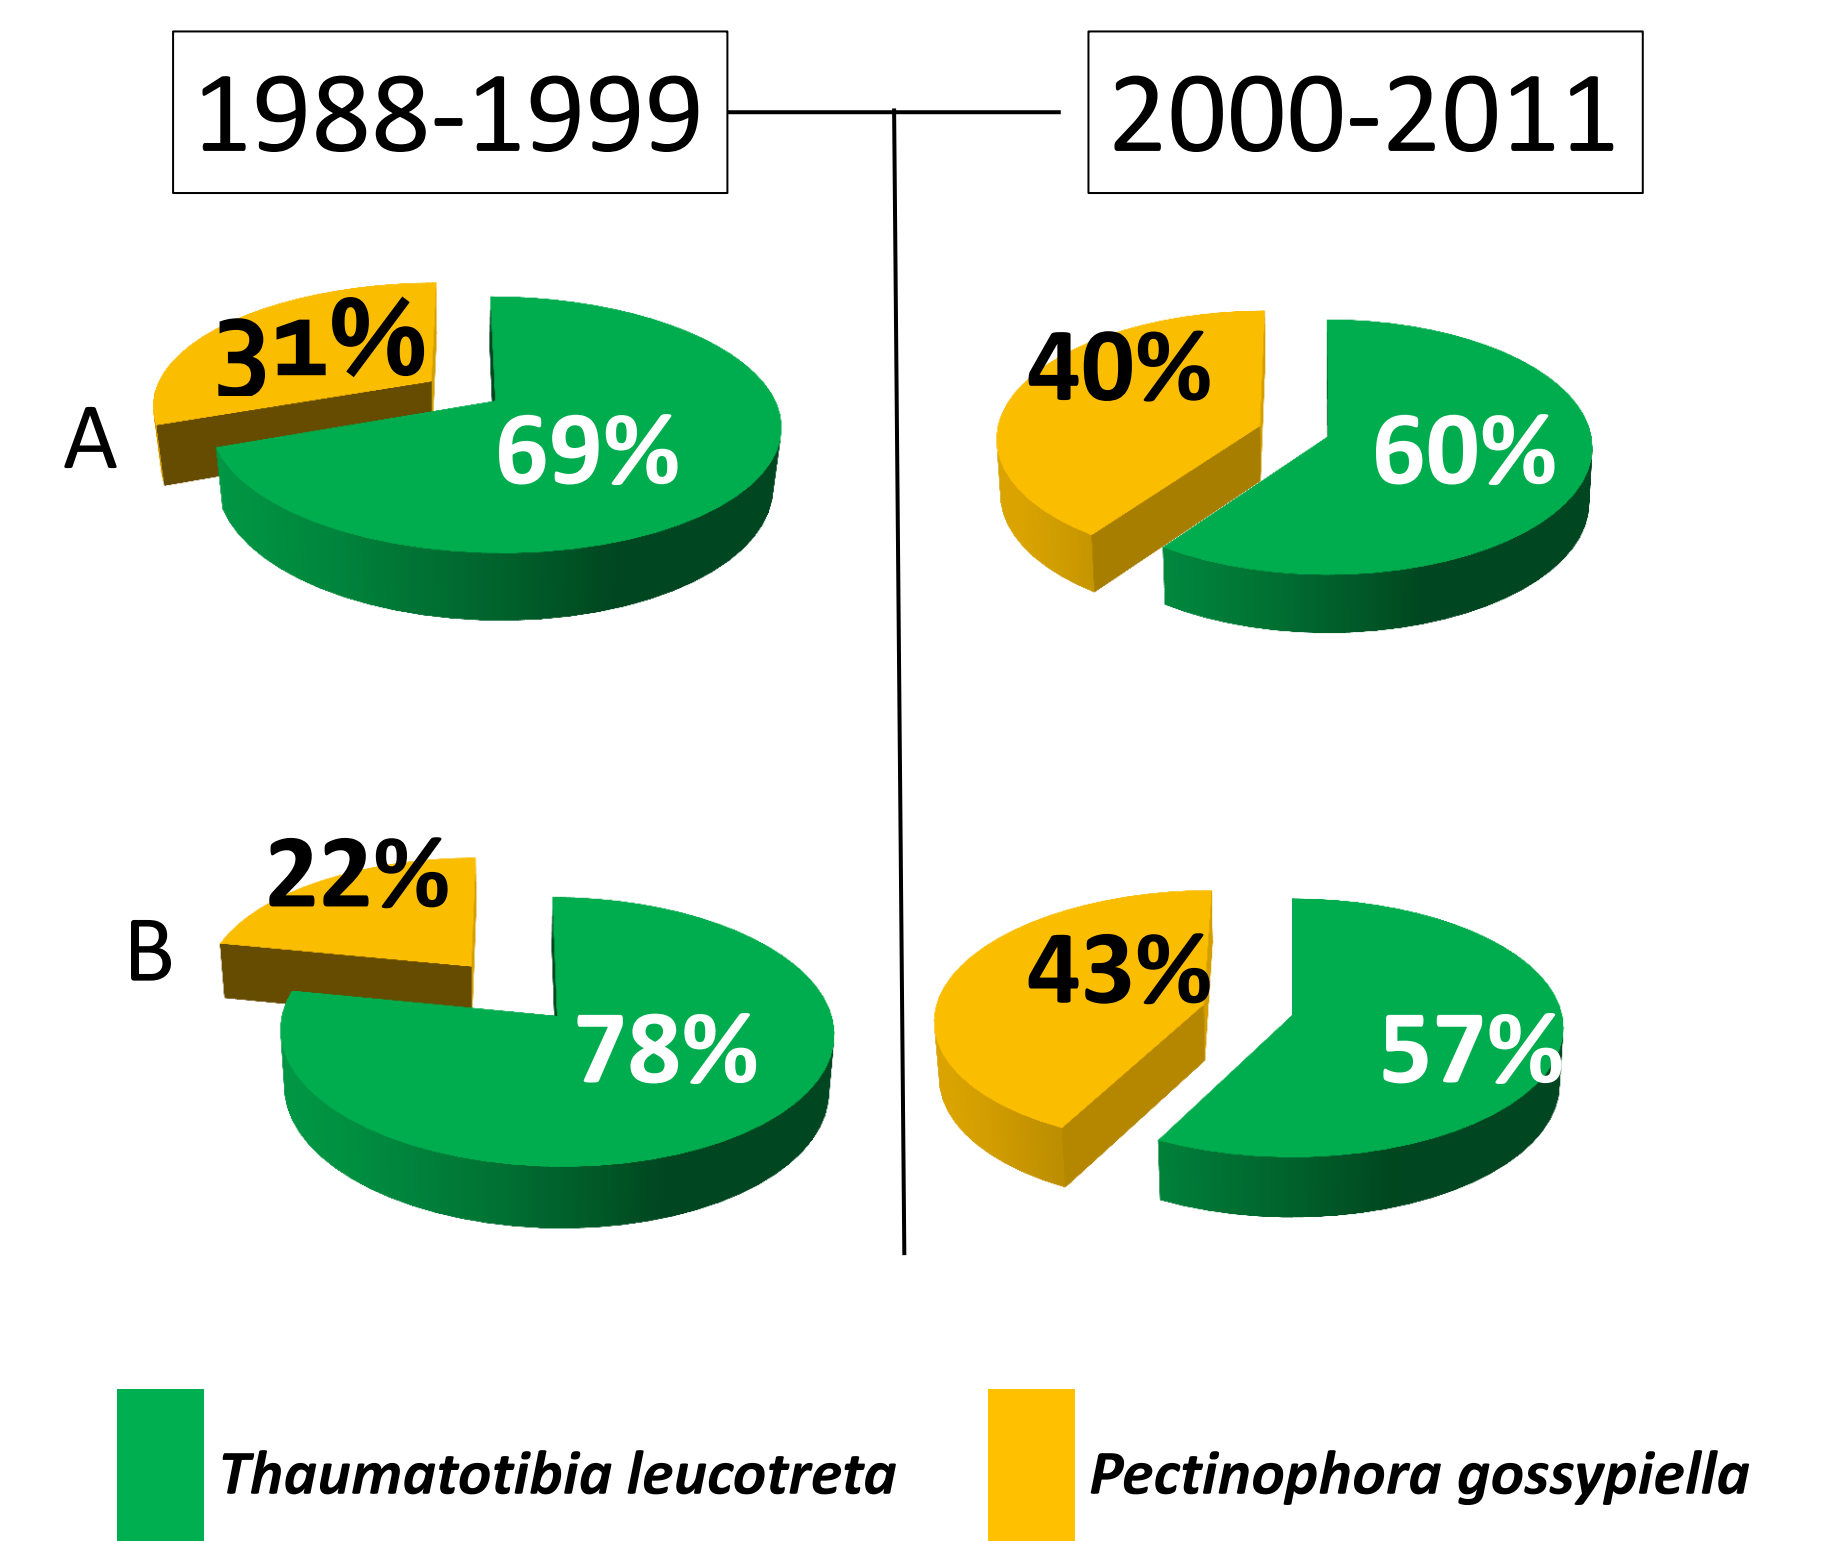 1988-1999
2000-2011
31%
69%
40%
60%
A
22%
78%
43%
57%
B
Thaumatotibia leucotreta
Pectinophora gossypiella